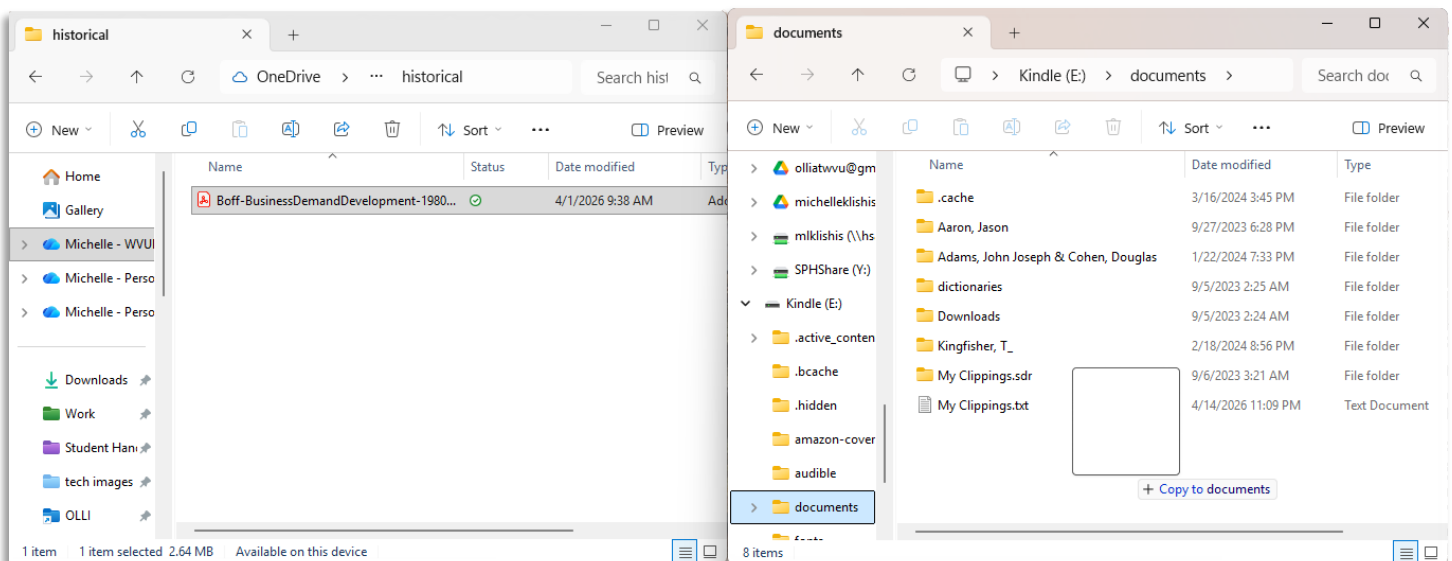 historical
OneDrive > ... historical
Search hist
New
Sort
...
Preview
Name
Status
Date modified
Typ
Home
Gallery
Michelle - WVUI
Michelle - Perso
Michelle - Perso
Downloads
Work
Student Han
tech images
OLLI
Boff-BusinessDemandDevelopment-1980...
4/1/2026 9:38 AM
Ado
1 item
1 item selected 2.64 MB
Available on this device
documents
> Kindle (E:) > documents >
Search doc
New
Sort
...
Preview
olliatwvu@gm
michelleklishis
mlklishis (\\hs
SPHShare (Y:)
Kindle (E:)
.active_conten
.bcache
.hidden
amazon-cover
audible
documents
fonts
Name Date modified Type
.cache 3/16/2024 3:45 PM File folder
Aaron, Jason 9/27/2023 6:28 PM File folder
Adams, John Joseph & Cohen, Douglas 1/22/2024 7:33 PM File folder
dictionaries 9/5/2023 2:25 AM File folder
Downloads 9/5/2023 2:24 AM File folder
Kingfisher, T_ 2/18/2024 8:56 PM File folder
My Clippings.sdr 9/6/2023 3:21 AM File folder
My Clippings.txt 4/14/2026 11:09 PM Text Document
+ Copy to documents
8 items